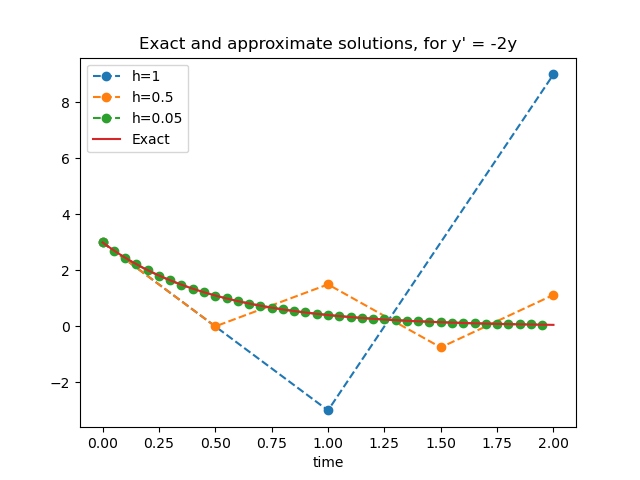 Exact and approximate solutions, for y' = -2y
h=1
h=0.5
h=0.05
Exact
8
6
4
2
0
−2
0.00 0.25 0.50 0.75 1.00 1.25 1.50 1.75 2.00
time